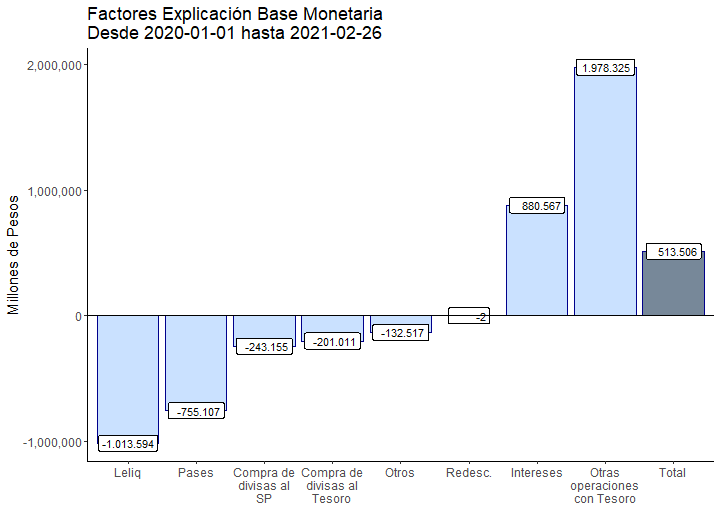 Factores Explicación Base Monetaria
Desde 2020-01-01 hasta 2021-02-26
Millones de Pesos
2,000,000
1,000,000
0
-1,000,000
-1.013.594
-755.107
-243.155
-201.011
-132.517
-2
880.567
1.978.325
513.506
Leliq
Pases
Compra de
divisas al
SP
Compra de
divisas al
Tesoro
Otros
Redesc.
Intereses
Otras
operaciones
con Tesoro
Total